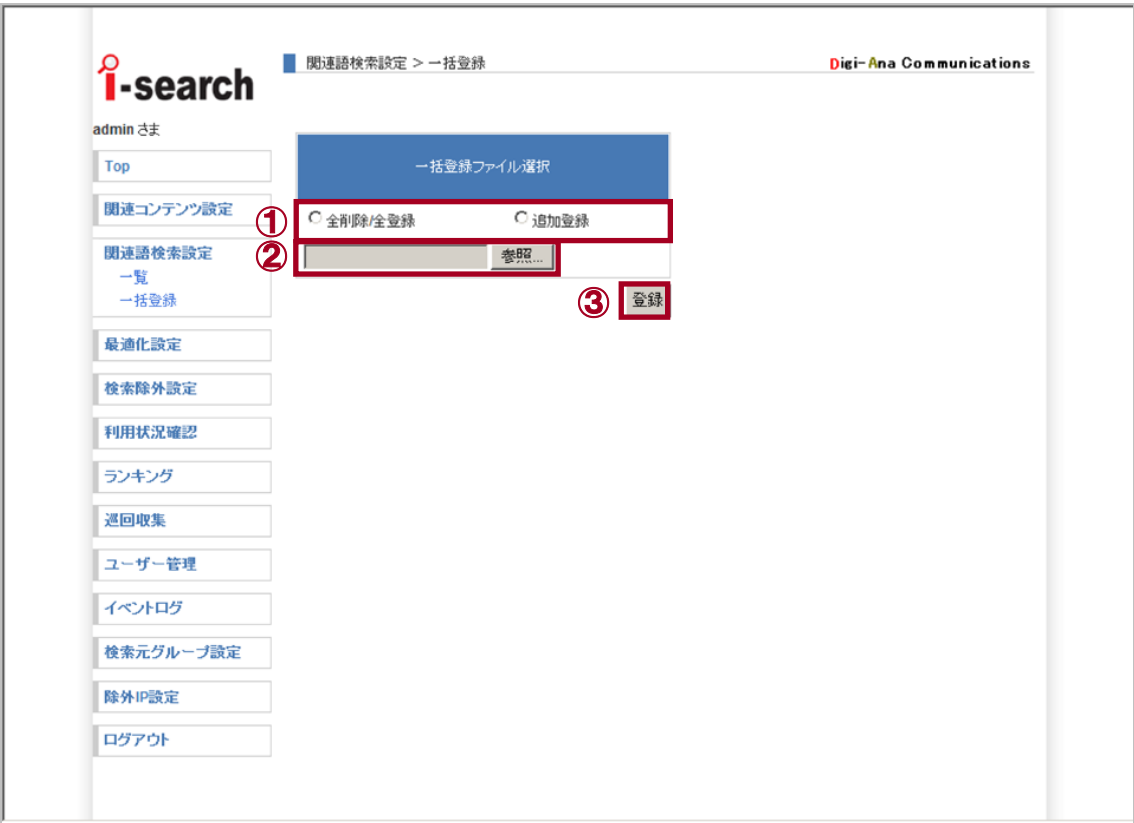 i-search
関連語検索設定 > 一括登録
Digi-Ana Communications
admin さま
Top
関連コンテンツ設定
関連語検索設定
一覧
一括登録
最適化設定
検索除外設定
利用状況確認
ランキング
巡回収集
ユーザー管理
イベントログ
検索元グループ設定
除外IP設定
ログアウト
一括登録ファイル選択
① 全削除/全登録 追加登録
② 参照...
③ 登録